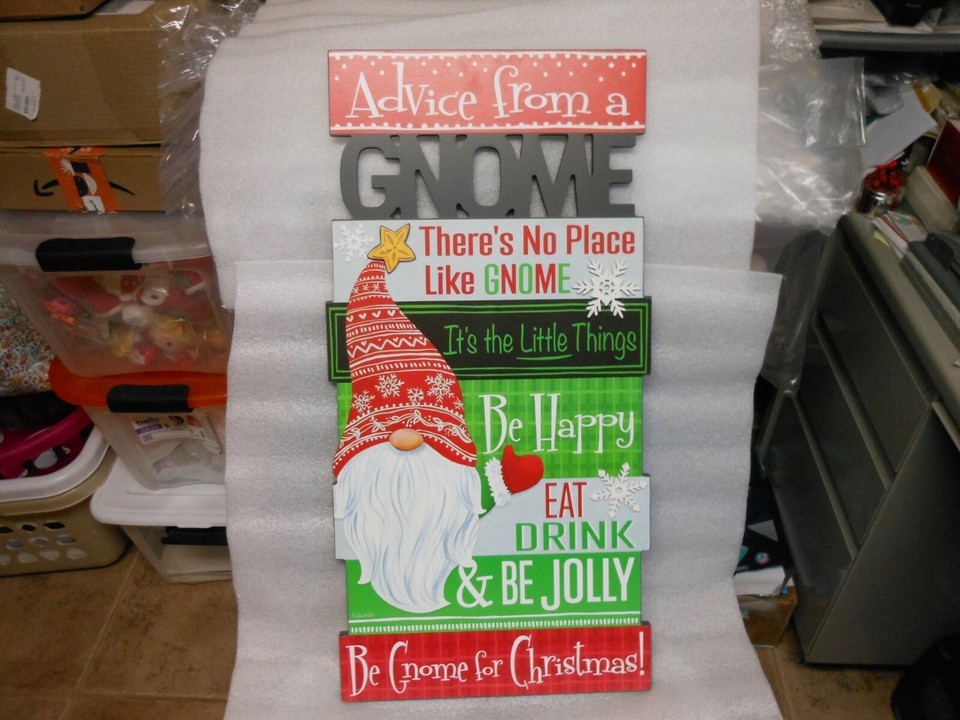 Advice from a
GNOME
There's No Place
Like GNOME
It's the Little Things
Be Happy
EAT
DRINK
& BE JOLLY
Be Gnome for Christmas!